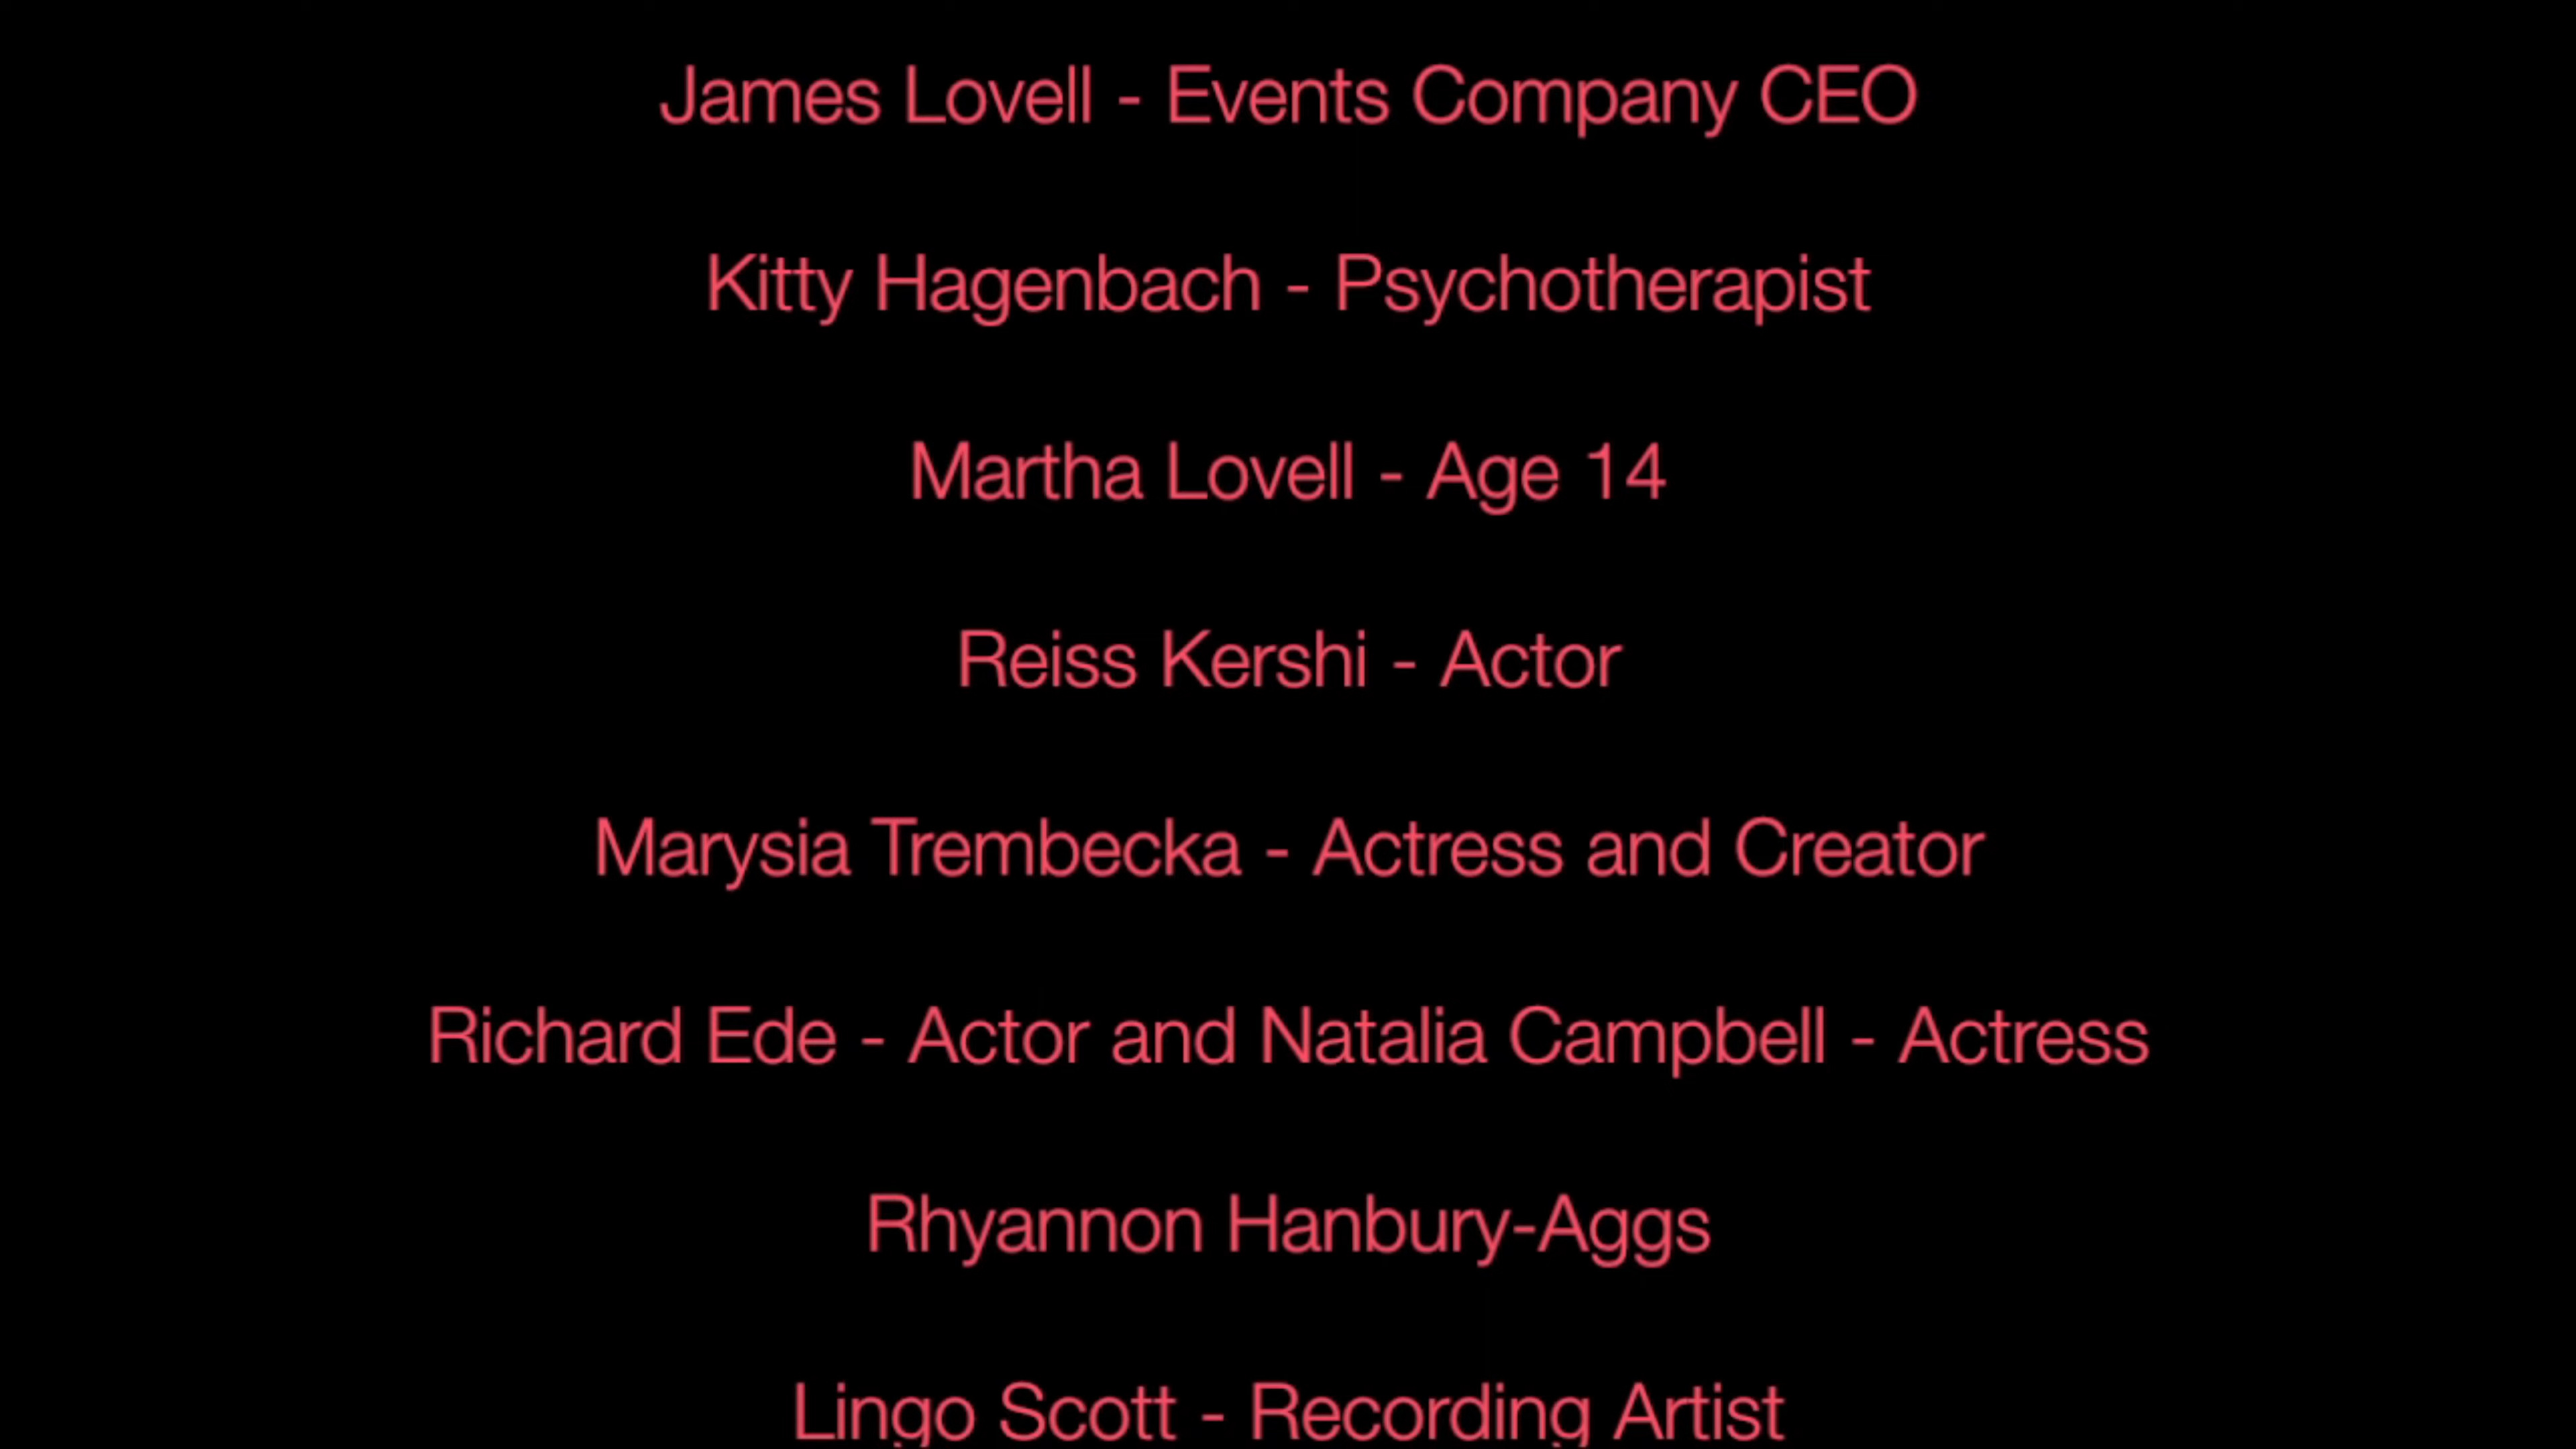 James Lovell - Events Company CEO
Kitty Hagenbach - Psychotherapist
Martha Lovell - Age 14
Reiss Kershi - Actor
Marysia Trembecka - Actress and Creator
Richard Ede - Actor and Natalia Campbell - Actress
Rhyannon Hanbury-Aggs
Lingo Scott - Recording Artist